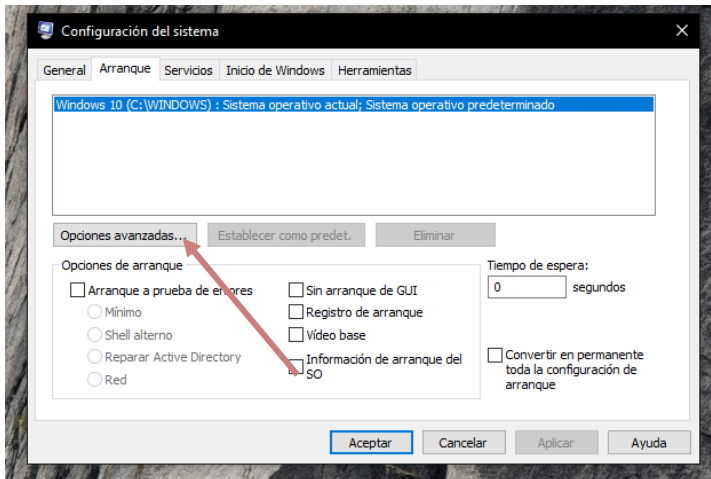 Configuración del sistema
General Arranque Servicios Inicio de Windows Herramientas
Windows 10 (C:\WINDOWS) : Sistema operativo actual; Sistema operativo predeterminado
Opciones avanzadas... Establecer como predet. Eliminar
Opciones de arranque
Arranque a prueba de errores
Mínimo
Shell alterno
Reparar Active Directory
Red
Sin arranque de GUI
Registro de arranque
Vídeo base
Información de arranque del
SO
Tiempo de espera:
0 segundos
Convertir en permanente
toda la configuración de
arranque
Aceptar Cancelar Aplicar Ayuda